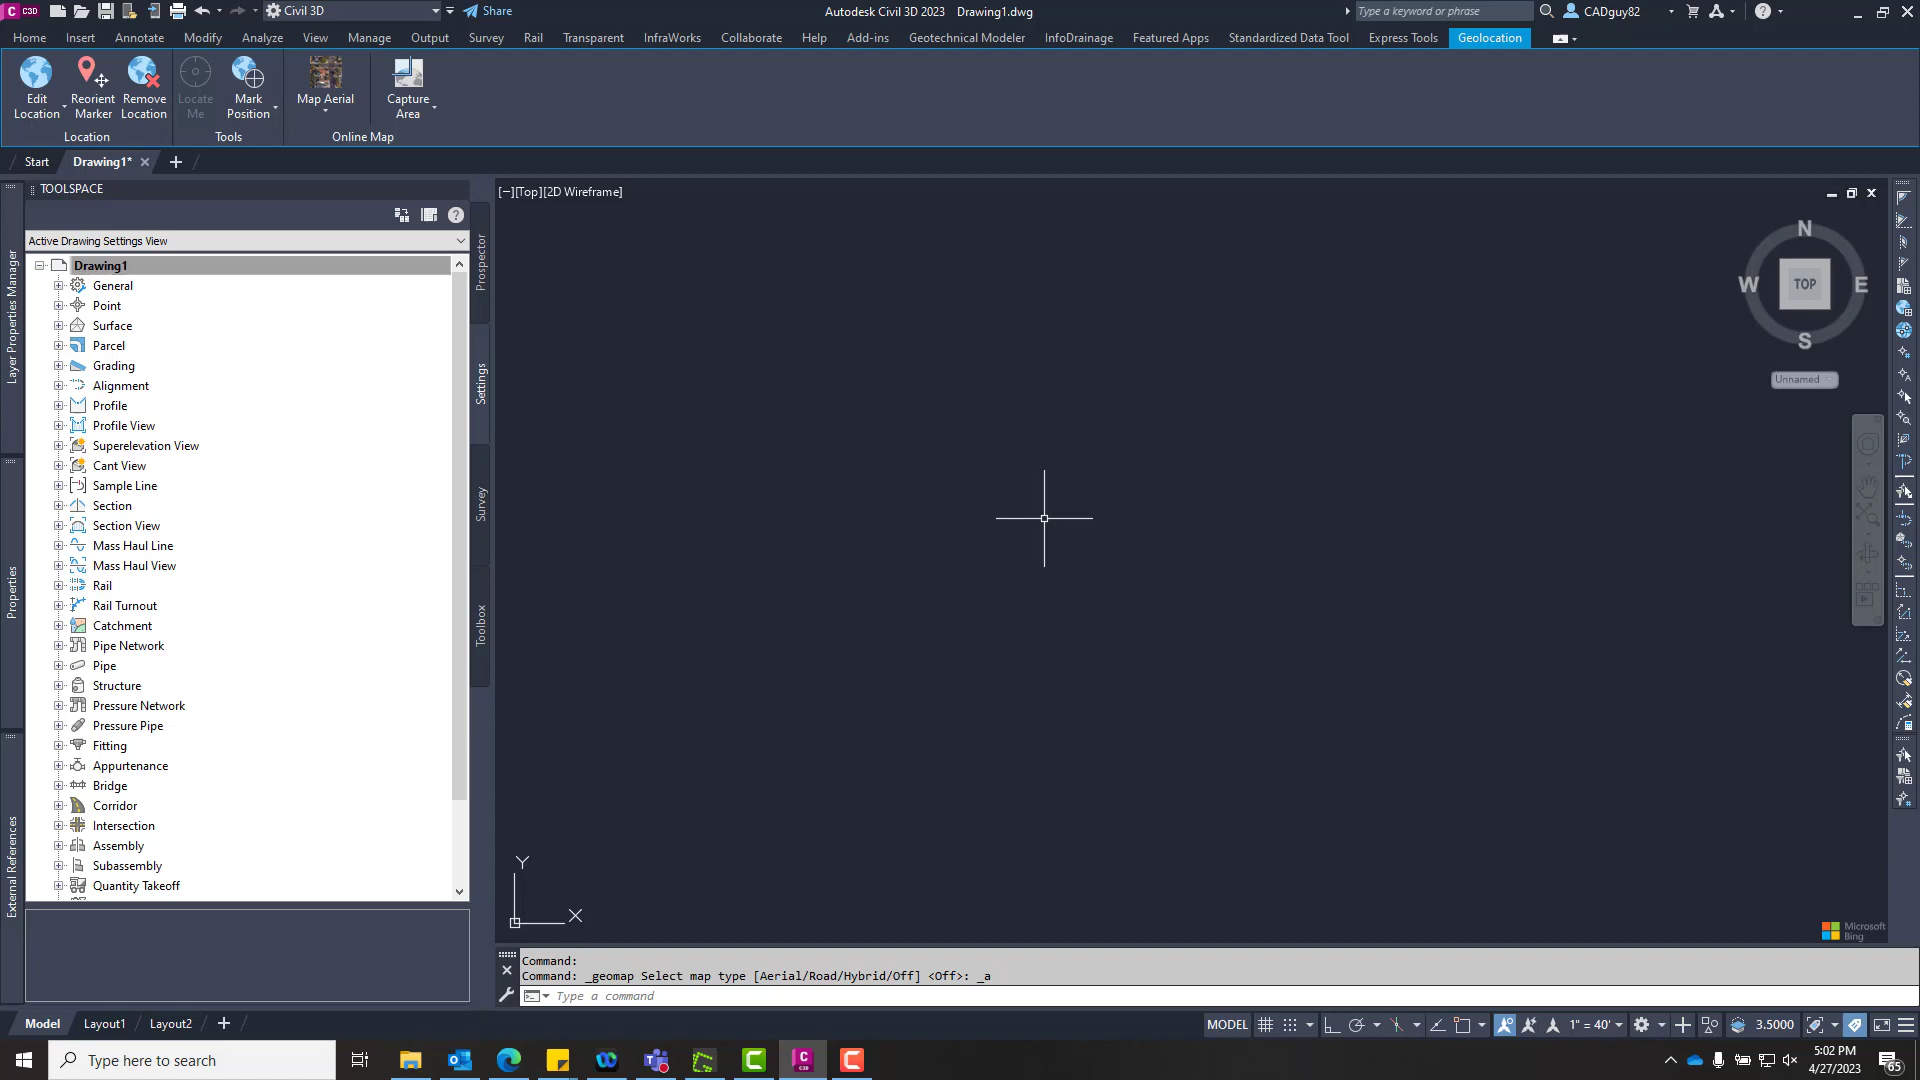 C3D
Civil 3D
Share
Autodesk Civil 3D 2023 Drawing1.dwg
Type a keyword or phrase
CADguy82
Home Insert Annotate Modify Analyze View Manage Output Survey Rail Transparent InfraWorks Collaborate Help Add-ins Geotechnical Modeler InfoDrainage Featured Apps Standardized Data Tool Express Tools Geolocation
Edit Location
Reorient Marker
Remove Location
Locate Me
Mark Position
Map Aerial
Capture Area
Location Tools Online Map
Start Drawing1*
TOOLSPACE
Active Drawing Settings View
Drawing1
General
Point
Surface
Parcel
Grading
Alignment
Profile
Profile View
Superelevation View
Cant View
Sample Line
Section
Section View
Mass Haul Line
Mass Haul View
Rail
Rail Turnout
Catchment
Pipe Network
Pipe
Structure
Pressure Network
Pressure Pipe
Fitting
Appurtenance
Bridge
Corridor
Intersection
Assembly
Subassembly
Quantity Takeoff
Layer Properties Manager
Properties
External References
Prospector
Settings
Survey
Toolbox
[−][Top][2D Wireframe]
N
W TOP E
S
Unnamed
Y
X
Microsoft
Bing
Command:
Command: _geomap Select map type [Aerial/Road/Hybrid/Off] <Off>: _a
Type a command
Model Layout1 Layout2
MODEL
1" = 40'
3.5000
Type here to search
5:02 PM
4/27/2023
65